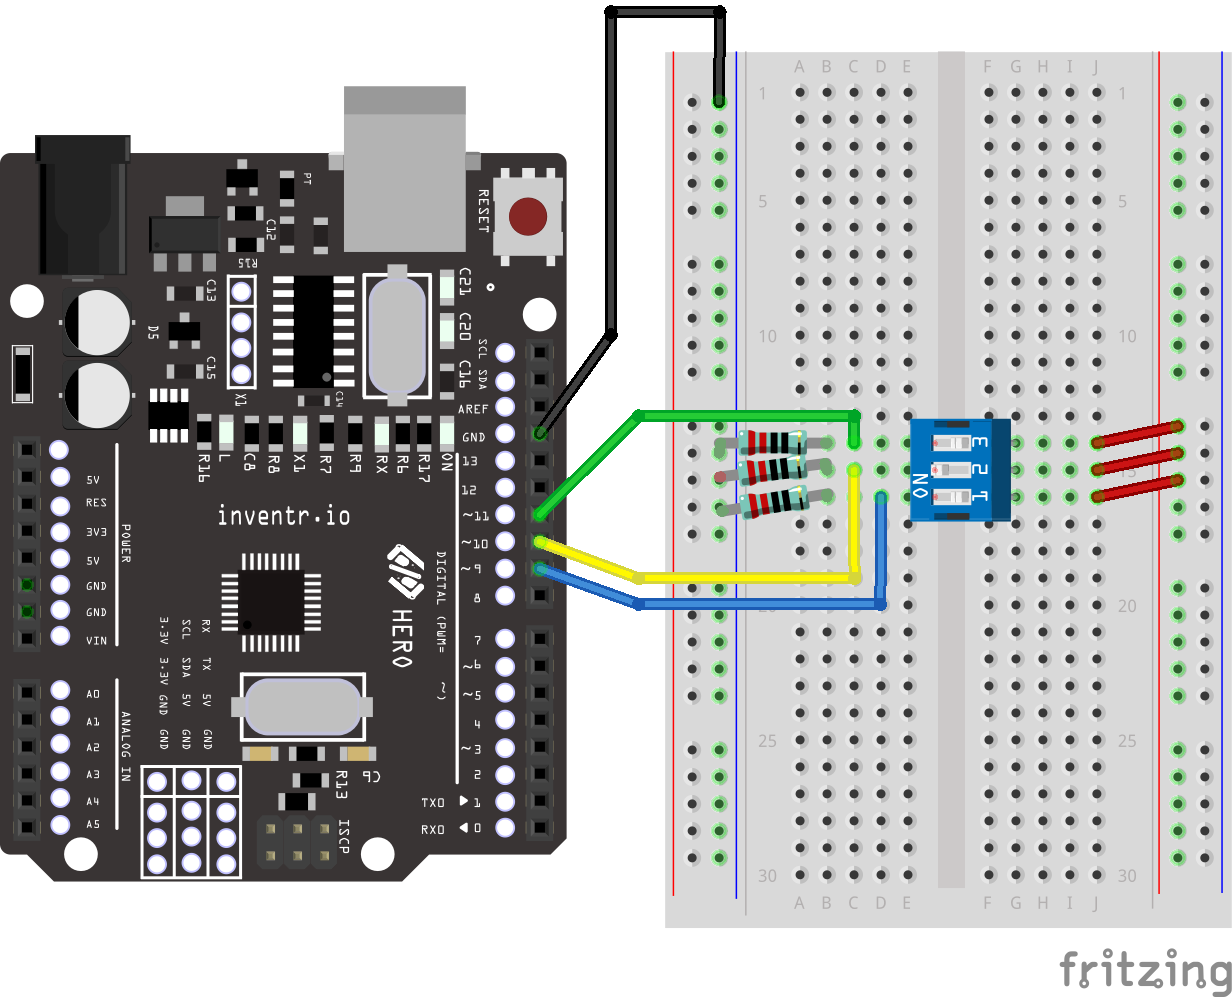 PT
C12
R15
RESET
C13
C21
D5
C20
C15
SCL
SDA
C16
X1
C14
AREF
GND
R16
L
C8
R8
X1
R7
R9
RX
R6
R17
ON
13
5V
12
RES
inventr.io
~11
3V3
~10
5V
POWER
~9
GND
8
GND
VIN
HERO
DIGITAL (PWM= ~)
3.3V SCL RX
7
3.3V SDA TX
~6
GND 5V 5V
~5
GND GND GND
A0
4
A1
~3
A2
2
A3
ANALOG IN
R13
C6
TX0 1
A4
RX0 0
A5
ISCP
A B C D E F G H I J
1 1
5 5
10 10
3
2
1
ON
15
20 20
25 25
30 30
A B C D E F G H I J
fritzing